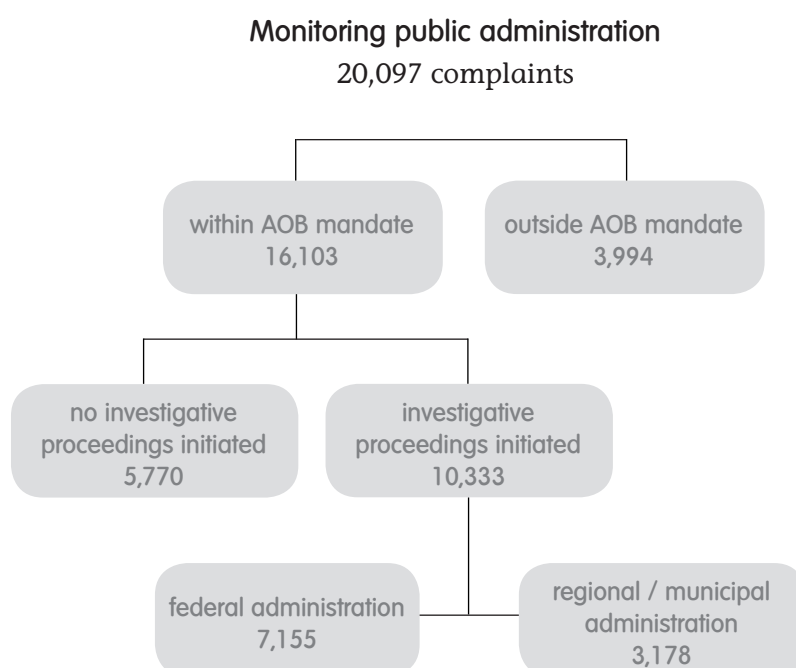 Monitoring public administration
20,097 complaints
within AOB mandate
16,103
outside AOB mandate
3,994
no investigative
proceedings initiated
5,770
investigative
proceedings initiated
10,333
federal administration
7,155
regional / municipal
administration
3,178